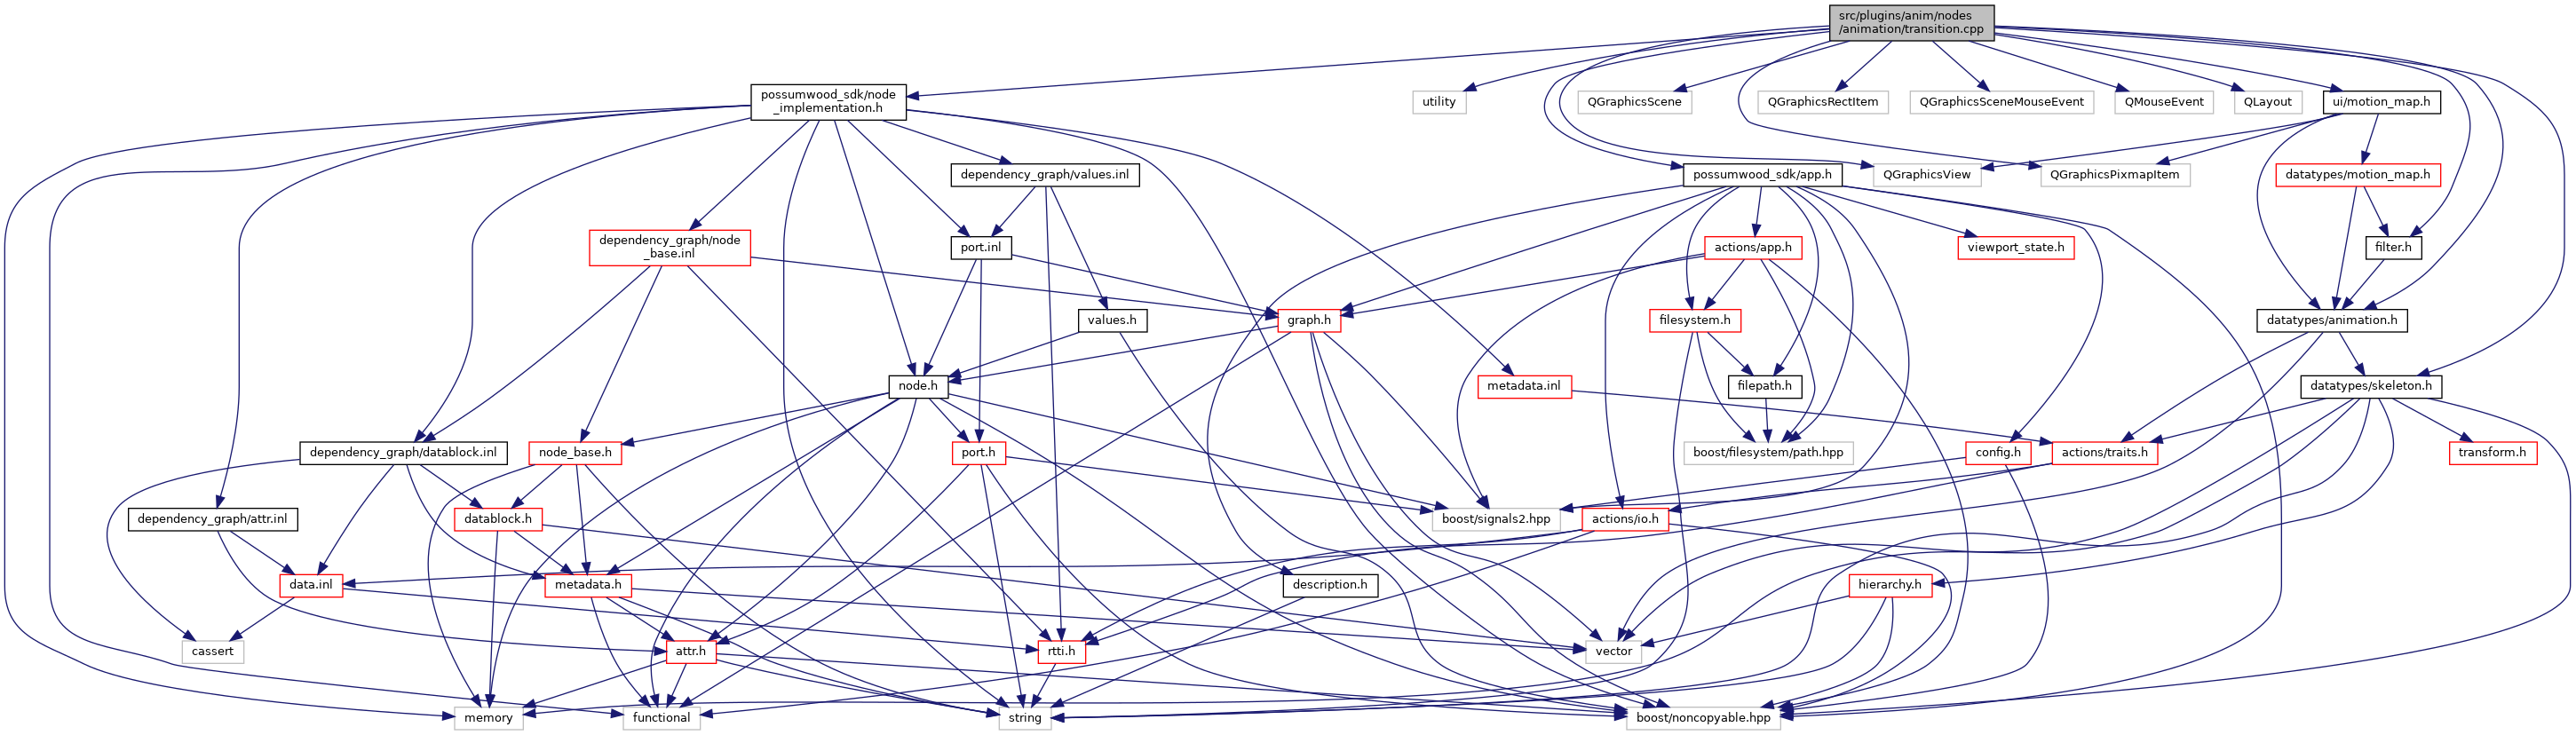 src/plugins/anim/nodes
/animation/transition.cpp
possumwood_sdk/node
_implementation.h
utility
QGraphicsScene
QGraphicsRectItem
QGraphicsSceneMouseEvent
QMouseEvent
QLayout
ui/motion_map.h
dependency_graph/values.inl
possumwood_sdk/app.h
QGraphicsView
QGraphicsPixmapItem
datatypes/motion_map.h
dependency_graph/node
_base.inl
port.inl
actions/app.h
viewport_state.h
filter.h
values.h
graph.h
filesystem.h
datatypes/animation.h
node.h
metadata.inl
filepath.h
datatypes/skeleton.h
dependency_graph/datablock.inl
node_base.h
port.h
boost/filesystem/path.hpp
config.h
actions/traits.h
transform.h
dependency_graph/attr.inl
datablock.h
boost/signals2.hpp
actions/io.h
data.inl
metadata.h
description.h
hierarchy.h
cassert
attr.h
rtti.h
vector
memory
functional
string
boost/noncopyable.hpp